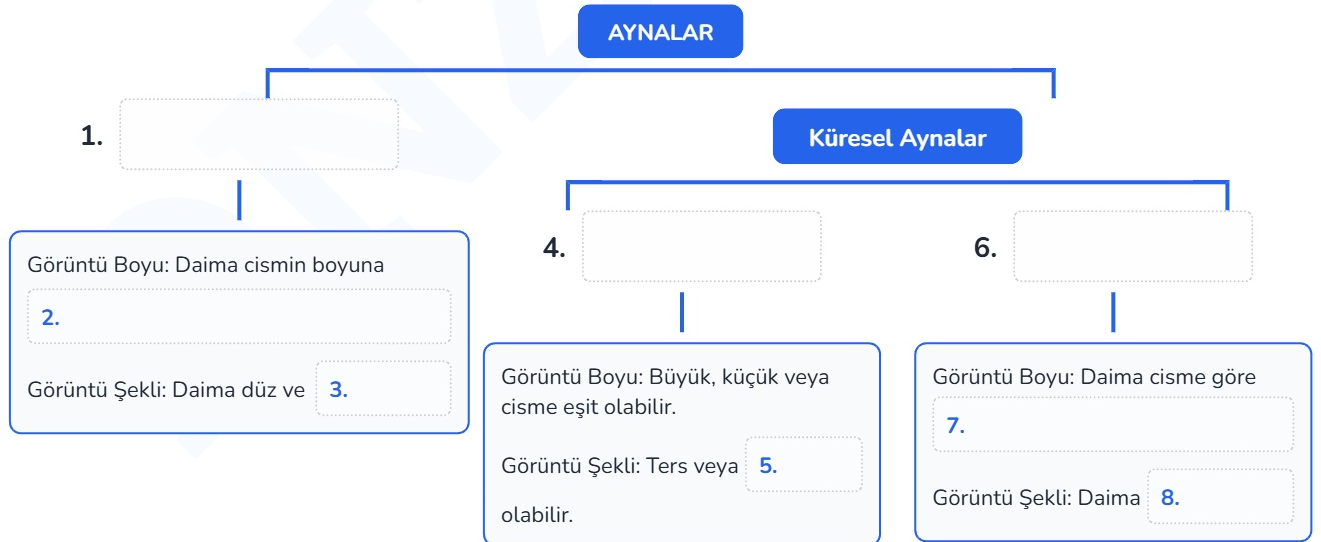 AYNALAR
1.
Küresel Aynalar
Görüntü Boyu: Daima cismin boyuna
2.
Görüntü Şekli: Daima düz ve 3.
4.
Görüntü Boyu: Büyük, küçük veya
cisme eşit olabilir.
Görüntü Şekli: Ters veya 5.
olabilir.
6.
Görüntü Boyu: Daima cisme göre
7.
Görüntü Şekli: Daima 8.